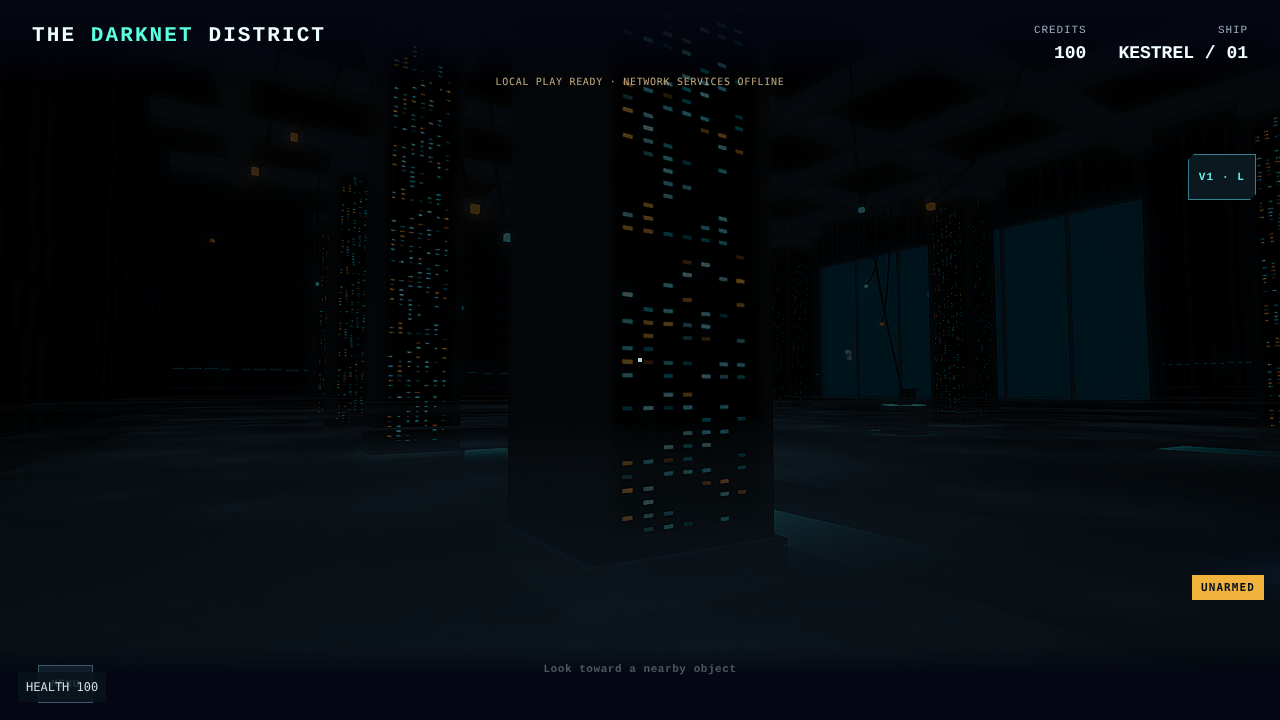 THE DARKNET DISTRICT
CREDITS
100
SHIP
KESTREL / 01
LOCAL PLAY READY · NETWORK SERVICES OFFLINE
V1 · L
UNARMED
Look toward a nearby object
HEALTH 100